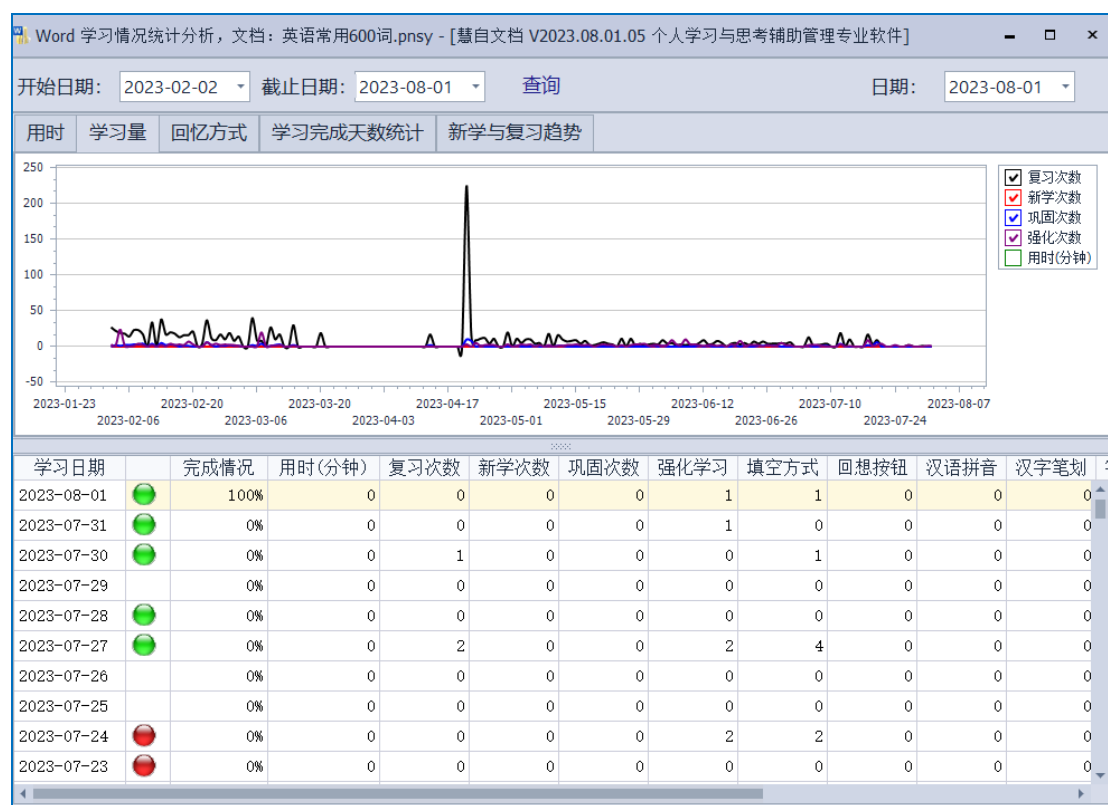 Word 学习情况统计分析，文档：英语常用600词.pnsy - [慧自文档 V2023.08.01.05 个人学习与思考辅助管理专业软件]
开始日期： 2023-02-02 截止日期： 2023-08-01 查询 日期： 2023-08-01
用时 学习量 回忆方式 学习完成天数统计 新学与复习趋势
250
200
150
100
50
0
-50
复习次数
新学次数
巩固次数
强化次数
用时(分钟)
2023-01-23 2023-02-20 2023-03-20 2023-04-17 2023-05-15 2023-06-12 2023-07-10 2023-08-07
2023-02-06 2023-03-06 2023-04-03 2023-05-01 2023-05-29 2023-06-26 2023-07-24
学习日期 完成情况 用时(分钟) 复习次数 新学次数 巩固次数 强化学习 填空方式 回想按钮 汉语拼音 汉字笔划
2023-08-01 100% 0 0 0 0 1 1 0 0 0
2023-07-31 0% 0 0 0 0 1 0 0 0 0
2023-07-30 0% 0 1 0 0 0 1 0 0 0
2023-07-29 0% 0 0 0 0 0 0 0 0 0
2023-07-28 0% 0 0 0 0 0 0 0 0 0
2023-07-27 0% 0 2 0 0 2 4 0 0 0
2023-07-26 0% 0 0 0 0 0 0 0 0 0
2023-07-25 0% 0 0 0 0 0 0 0 0 0
2023-07-24 0% 0 0 0 0 2 2 0 0 0
2023-07-23 0% 0 0 0 0 0 0 0 0 0